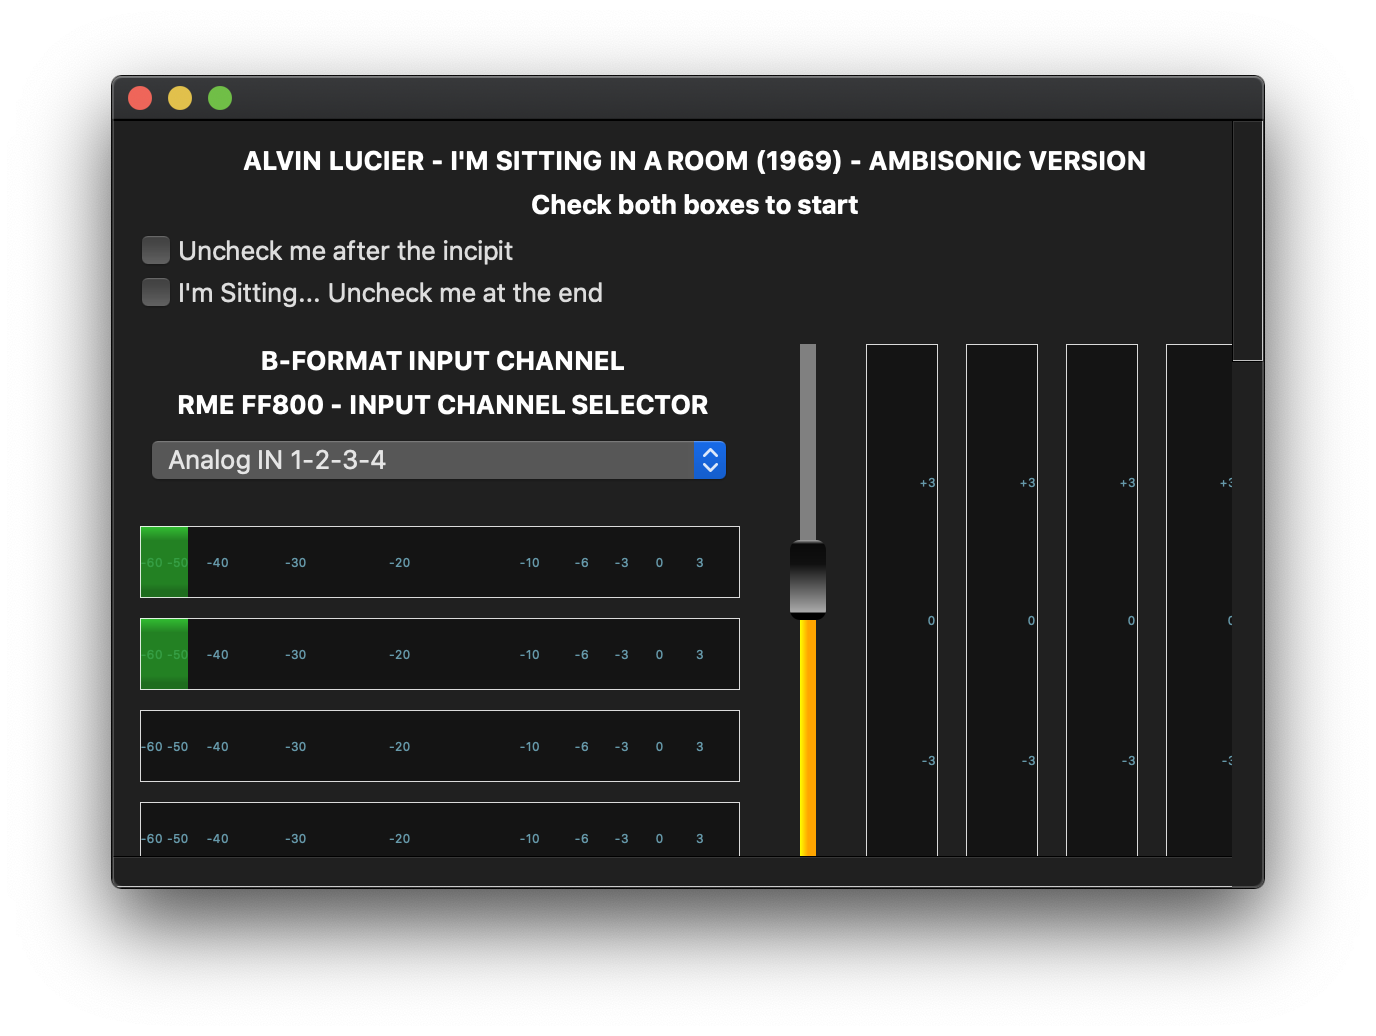 ALVIN LUCIER - I'M SITTING IN A ROOM (1969) - AMBISONIC VERSION
Check both boxes to start
Uncheck me after the incipit
I'm Sitting... Uncheck me at the end
B-FORMAT INPUT CHANNEL
RME FF800 - INPUT CHANNEL SELECTOR
Analog IN 1-2-3-4
-60 -50 -40 -30 -20 -10 -6 -3 0 3
-60 -50 -40 -30 -20 -10 -6 -3 0 3
-60 -50 -40 -30 -20 -10 -6 -3 0 3
-60 -50 -40 -30 -20 -10 -6 -3 0 3
+3 +3 +3 +3
0 0 0 0
-3 -3 -3 -3